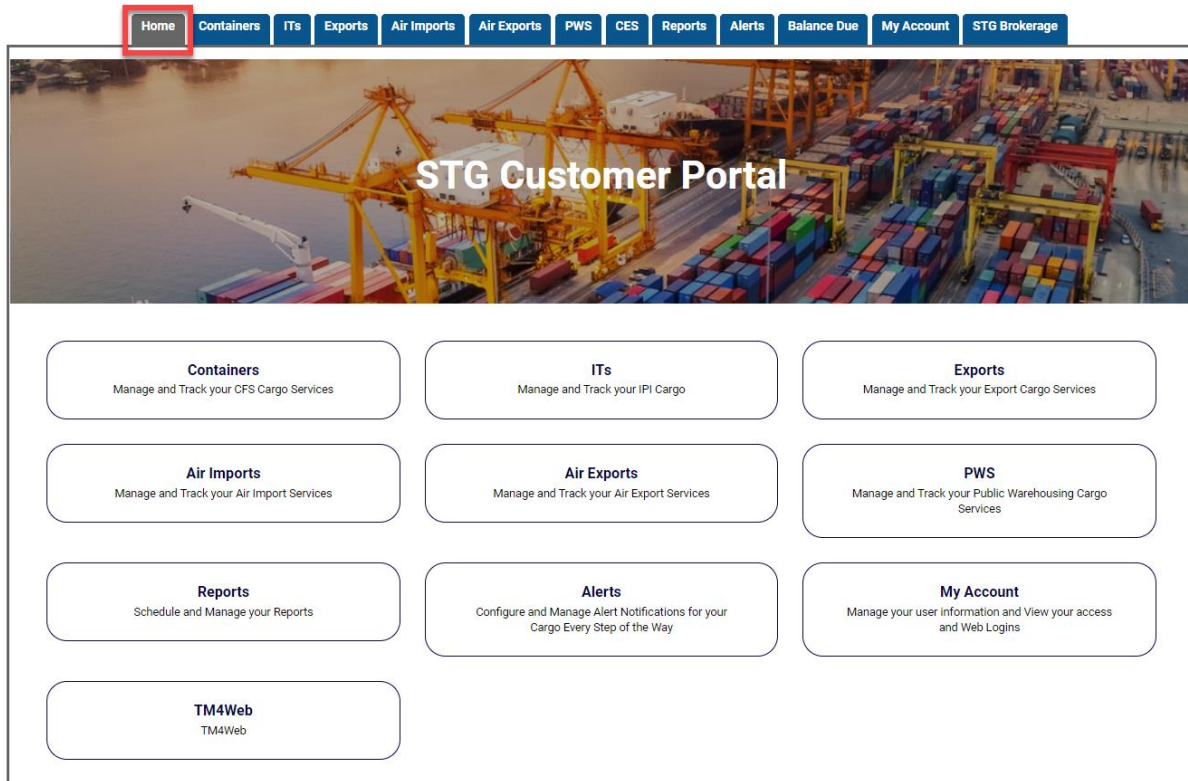 Home Containers ITs Exports Air Imports Air Exports PWS CES Reports Alerts Balance Due My Account STG Brokerage
STG Customer Portal
Containers
Manage and Track your CFS Cargo Services
ITs
Manage and Track your IPI Cargo
Exports
Manage and Track your Export Cargo Services
Air Imports
Manage and Track your Air Import Services
Air Exports
Manage and Track your Air Export Services
PWS
Manage and Track your Public Warehousing Cargo
Services
Reports
Schedule and Manage your Reports
Alerts
Configure and Manage Alert Notifications for your
Cargo Every Step of the Way
My Account
Manage your user information and View your access
and Web Logins
TM4Web
TM4Web